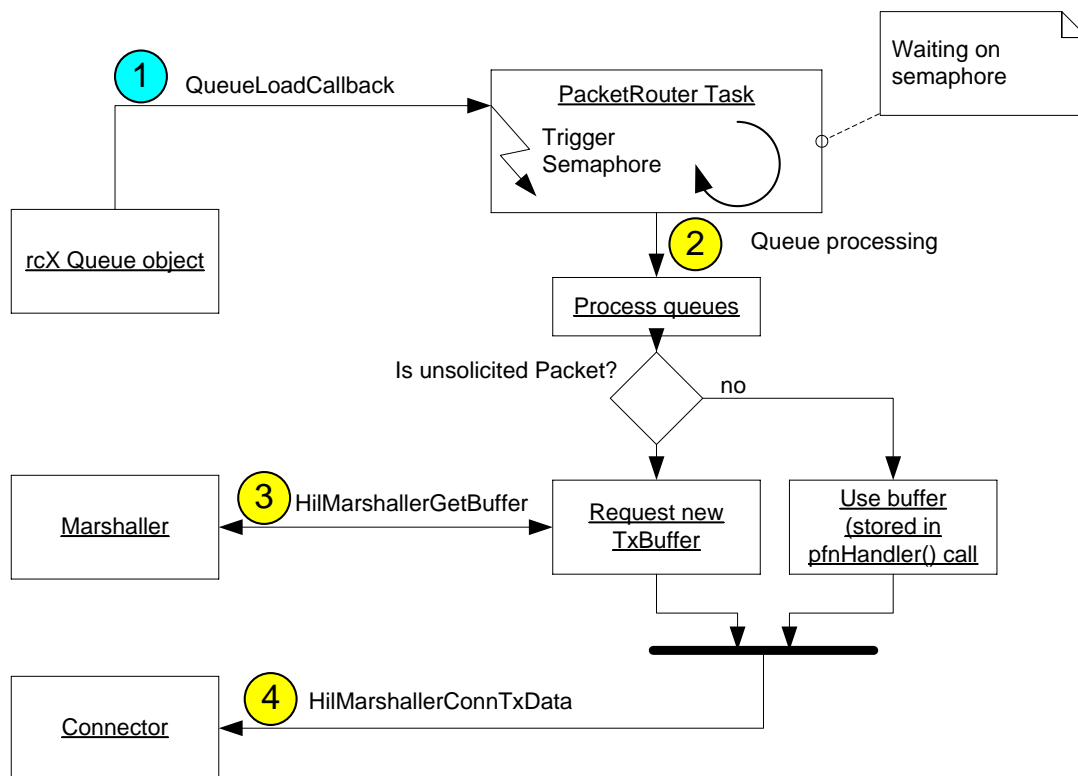 Waiting on
semaphore
1
QueueLoadCallback
PacketRouter Task
Trigger
Semaphore
rcX Queue object
2
Queue processing
Process queues
Is unsolicited Packet?
no
3
HilMarshallerGetBuffer
Marshaller
Request new
TxBuffer
Use buffer
(stored in
pfnHandler() call
4
HilMarshallerConnTxData
Connector